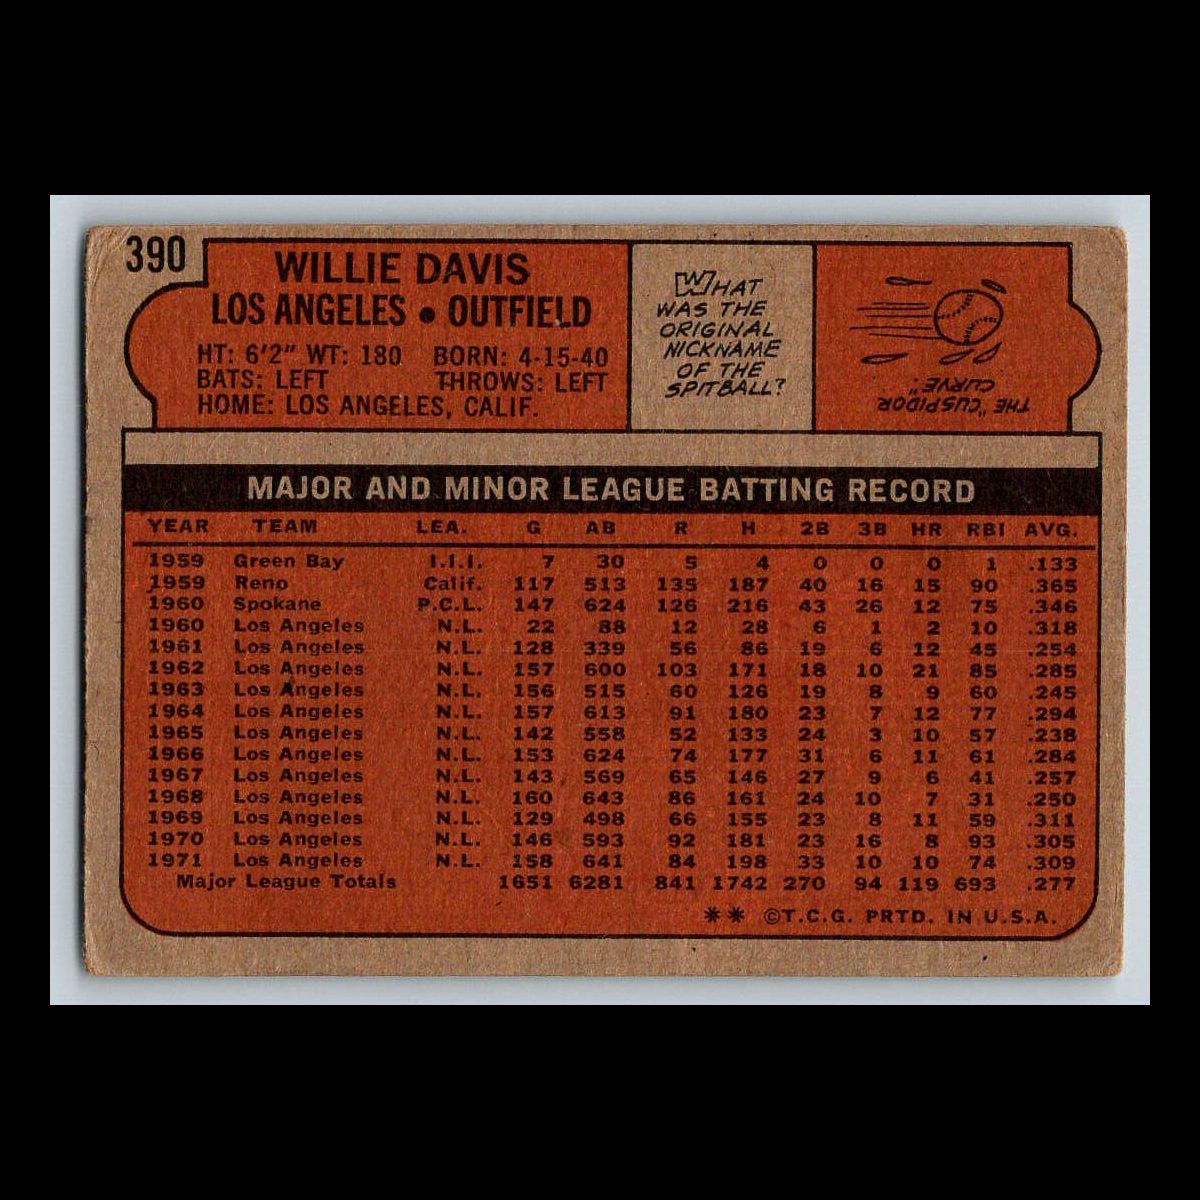 390
WILLIE DAVIS
LOS ANGELES • OUTFIELD
HT: 6'2" WT: 180 BORN: 4-15-40
BATS: LEFT THROWS: LEFT
HOME: LOS ANGELES, CALIF.
WHAT
WAS THE
ORIGINAL
NICKNAME
OF THE
SPITBALL?
THE "CUSPIDOR
CURVE."
MAJOR AND MINOR LEAGUE BATTING RECORD
YEAR TEAM LEA. G AB R H 2B 3B HR RBI AVG.
1959 Green Bay I.I.I. 7 30 5 4 0 0 0 1 .133
1959 Reno Calif. 117 513 135 187 40 16 15 90 .365
1960 Spokane P.C.L. 147 624 126 216 43 26 12 75 .346
1960 Los Angeles N.L. 22 88 12 28 6 1 2 10 .318
1961 Los Angeles N.L. 128 339 56 86 19 6 12 45 .254
1962 Los Angeles N.L. 157 600 103 171 18 10 21 85 .285
1963 Los Angeles N.L. 156 515 60 126 19 8 9 60 .245
1964 Los Angeles N.L. 157 613 91 180 23 7 12 77 .294
1965 Los Angeles N.L. 142 558 52 133 24 3 10 57 .238
1966 Los Angeles N.L. 153 624 74 177 31 6 11 61 .284
1967 Los Angeles N.L. 143 569 65 146 27 9 6 41 .257
1968 Los Angeles N.L. 160 643 86 161 24 10 7 31 .250
1969 Los Angeles N.L. 129 498 66 155 23 8 11 59 .311
1970 Los Angeles N.L. 146 593 92 181 23 16 8 93 .305
1971 Los Angeles N.L. 158 641 84 198 33 10 10 74 .309
Major League Totals 1651 6281 841 1742 270 94 119 693 .277
** ©T.C.G. PRTD. IN U.S.A.